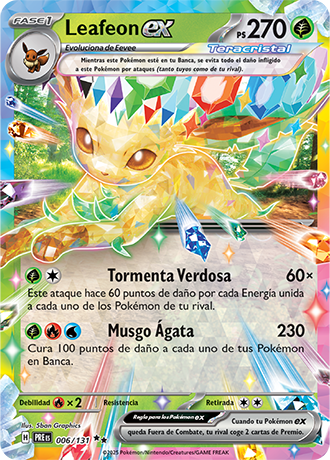 FASE 1
Leafeon ex
PS 270
Evoluciona de Eevee
Teracristal
Mientras este Pokémon esté en tu Banca, se evita todo el daño infligido
a este Pokémon por ataques (tanto tuyos como de tu rival).
Tormenta Verdosa 60×
Este ataque hace 60 puntos de daño por cada Energía unida
a cada uno de los Pokémon de tu rival.
Musgo Ágata 230
Cura 100 puntos de daño a cada uno de tus Pokémon
en Banca.
Debilidad ×2 Resistencia Retirada
Ilus. 5ban Graphics
Regla para los Pokémon ex
Cuando tu Pokémon ex
queda Fuera de Combate, tu rival coge 2 cartas de Premio.
H PRE ES 006/131
©2025 Pokémon/Nintendo/Creatures/GAME FREAK